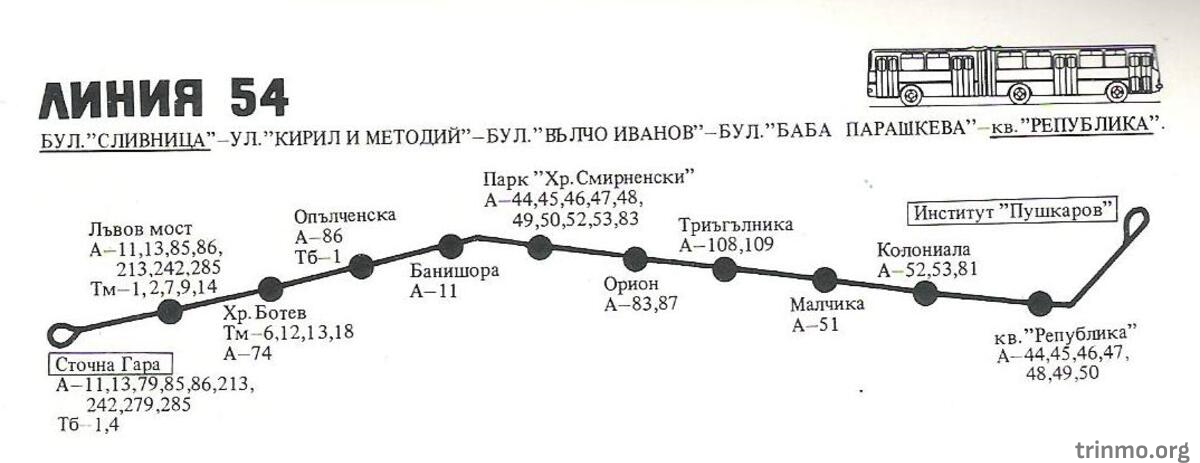 ЛИНИЯ 54
БУЛ."СЛИВНИЦА"–УЛ."КИРИЛ И МЕТОДИЙ"–БУЛ."ВЪЛЧО ИВАНОВ"–БУЛ."БАБА ПАРАШКЕВА"–кв."РЕПУБЛИКА".
Сточна Гара
А–11,13,79,85,86,213,
242,279,285
Тб–1,4
Лъвов мост
А–11,13,85,86,
213,242,285
Тм–1,2,7,9,14
Хр.Ботев
Тм–6,12,13,18
А–74
Опълченска
А–86
Тб–1
Банишора
А–11
Парк "Хр.Смирненски"
А–44,45,46,47,48,
49,50,52,53,83
Орион
А–83,87
Триъгълника
А–108,109
Малчика
А–51
Колониала
А–52,53,81
кв."Република"
А–44,45,46,47,
48,49,50
Институт "Пушкаров"
trinmo.org